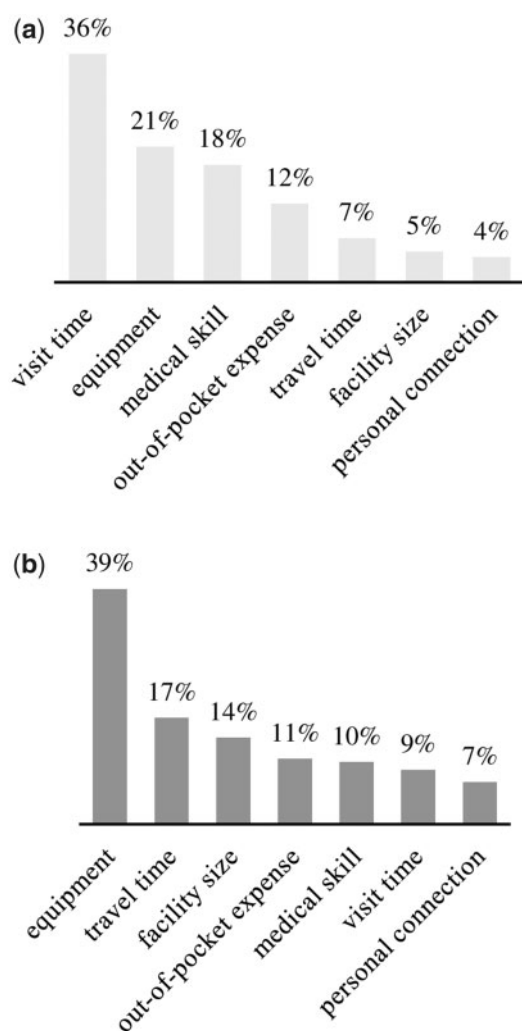 (a)
36%
21%
18%
12%
7%
5%
4%
visit time
equipment
medical skill
out-of-pocket expense
travel time
facility size
personal connection
(b)
39%
17%
14%
11%
10%
9%
7%
equipment
travel time
facility size
out-of-pocket expense
medical skill
visit time
personal connection